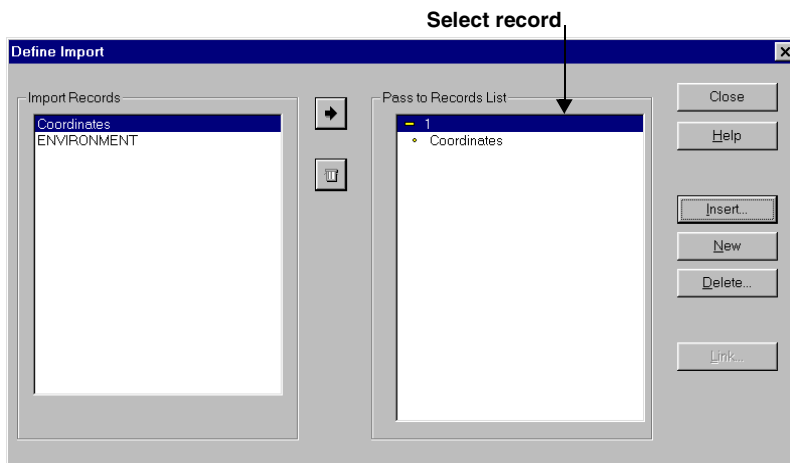 Select record
Define Import
Import Records
Coordinates
ENVIRONMENT
Pass to Records List
1
Coordinates
Close
Help
Insert...
New
Delete...
Link...